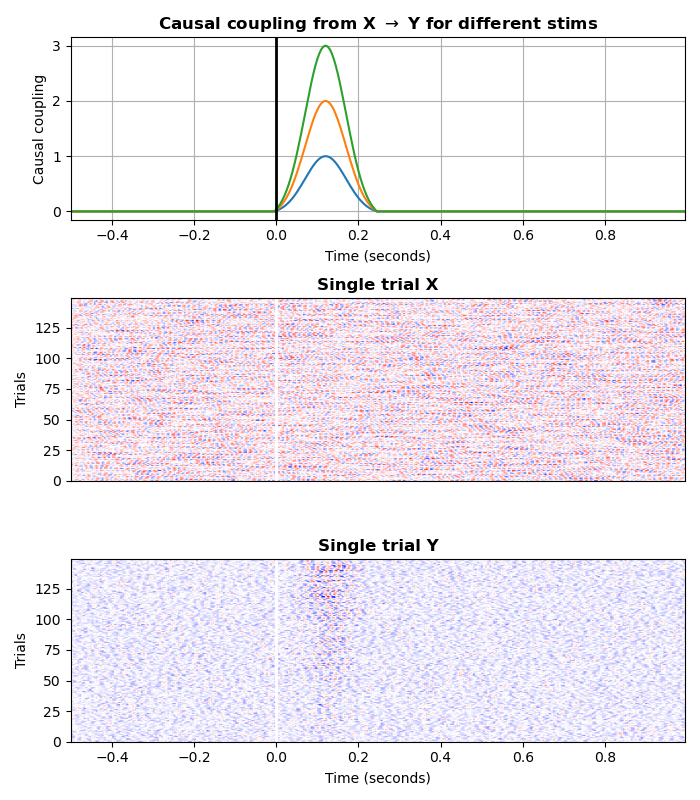 Causal coupling from X → Y for different stims
Causal coupling
3
2
1
0
−0.4 −0.2 0.0 0.2 0.4 0.6 0.8
Time (seconds)
Single trial X
Trials
125
100
75
50
25
0
Single trial Y
Trials
125
100
75
50
25
0
−0.4 −0.2 0.0 0.2 0.4 0.6 0.8
Time (seconds)